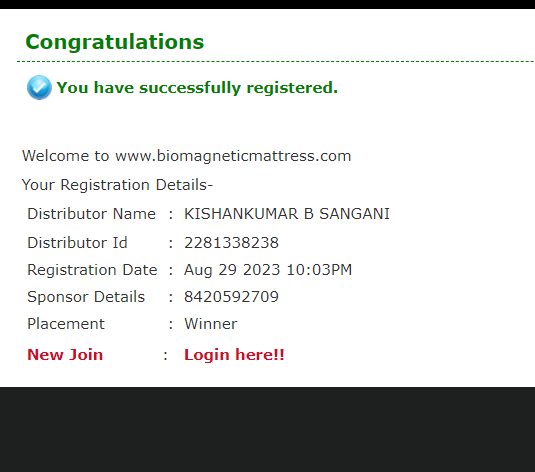 Congratulations
You have successfully registered.
Welcome to www.biomagneticmattress.com
Your Registration Details-
Distributor Name : KISHANKUMAR B SANGANI
Distributor Id : 2281338238
Registration Date : Aug 29 2023 10:03PM
Sponsor Details : 8420592709
Placement : Winner
New Join : Login here!!